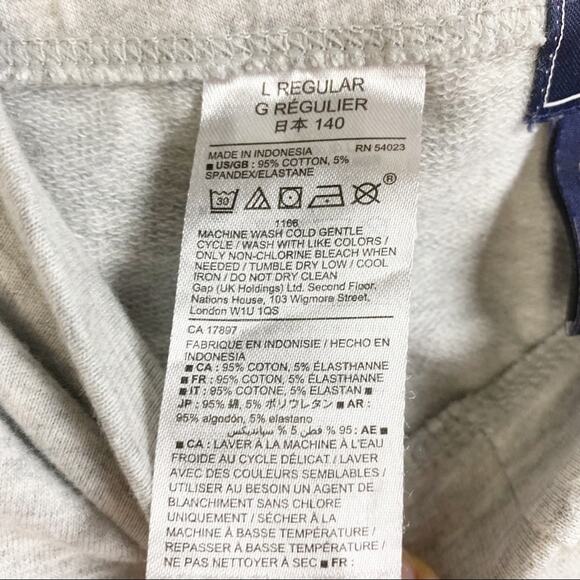 L REGULAR
G RÉGULIER
日本 140
MADE IN INDONESIA RN 54023
■ US/GB : 95% COTTON, 5%
SPANDEX/ELASTANE
30 ®
1166
MACHINE WASH COLD GENTLE
CYCLE / WASH WITH LIKE COLORS /
ONLY NON-CHLORINE BLEACH WHEN
NEEDED / TUMBLE DRY LOW / COOL
IRON / DO NOT DRY CLEAN
Gap (UK Holdings) Ltd. Second Floor,
Nations House, 103 Wigmore Street,
London W1U 1QS
CA 17897
FABRIQUE EN INDONISIE / HECHO EN
INDONESIA
■ CA : 95% COTON, 5% ÉLASTHANNE
■ FR : 95% COTON, 5% ÉLASTHANNE
■ IT : 95% COTONE, 5% ELASTAN ■
JP : 95% 綿, 5% ポリウレタン ■ AR :
95% algodón, 5% elastano
■ AE : 95 % قطن 5 % سباندیکس
■ CA : LAVER À LA MACHINE À L'EAU
FROIDE AU CYCLE DÉLICAT / LAVER
AVEC DES COULEURS SEMBLABLES /
UTILISER AU BESOIN UN AGENT DE
BLANCHIMENT SANS CHLORE
UNIQUEMENT / SÉCHER À LA
MACHINE À BASSE TEMPÉRATURE /
REPASSER À BASSE TEMPÉRATURE /
NE PAS NETTOYER À SEC ■ FR :